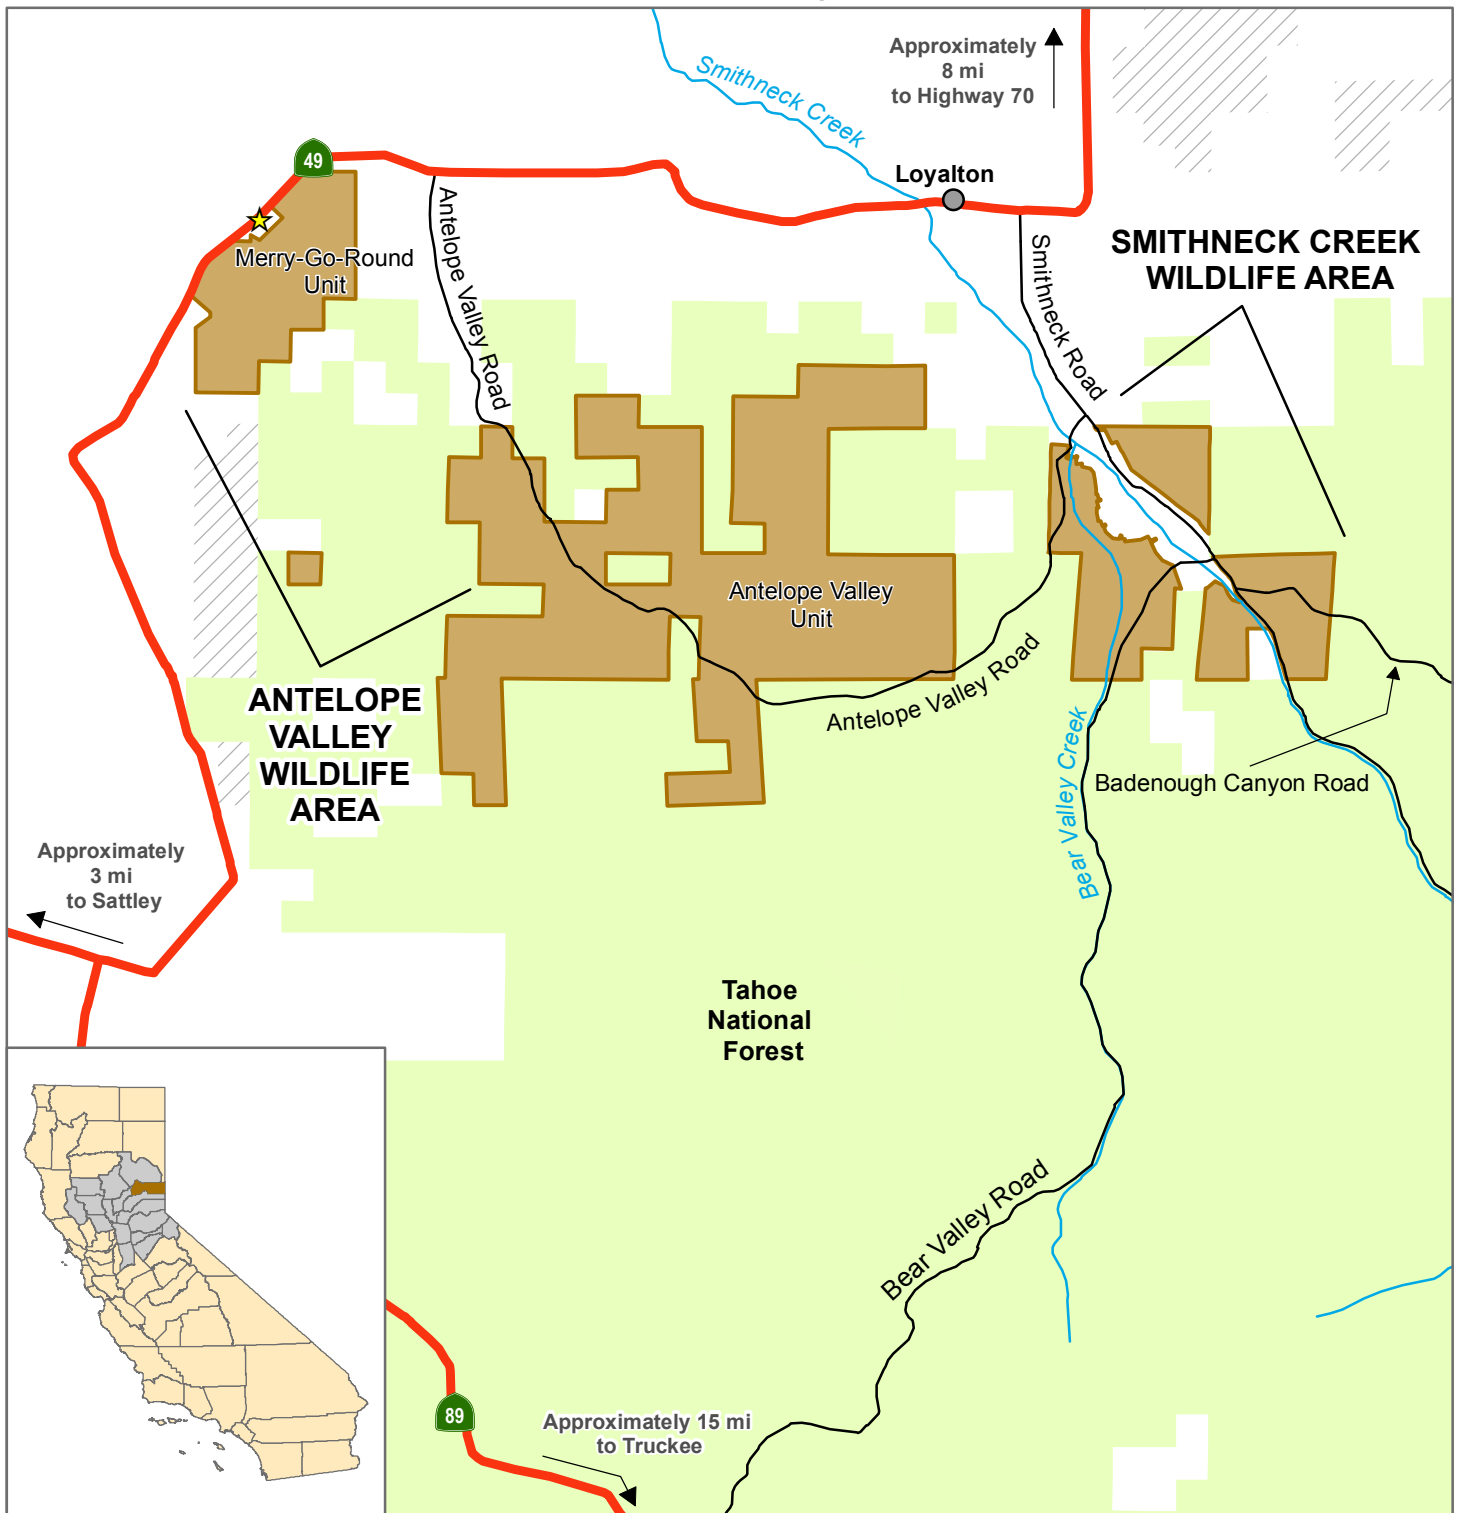 Smithneck Creek
Approximately
8 mi
to Highway 70
49
Loyalton
Antelope Valley Road
Smithneck Road
SMITHNECK CREEK
WILDLIFE AREA
Merry-Go-Round
Unit
Antelope Valley
Unit
Antelope Valley Road
ANTELOPE
VALLEY
WILDLIFE
AREA
Bear Valley Creek
Badenough Canyon Road
Approximately
3 mi
to Sattley
Tahoe
National
Forest
Bear Valley Road
89
Approximately 15 mi
to Truckee